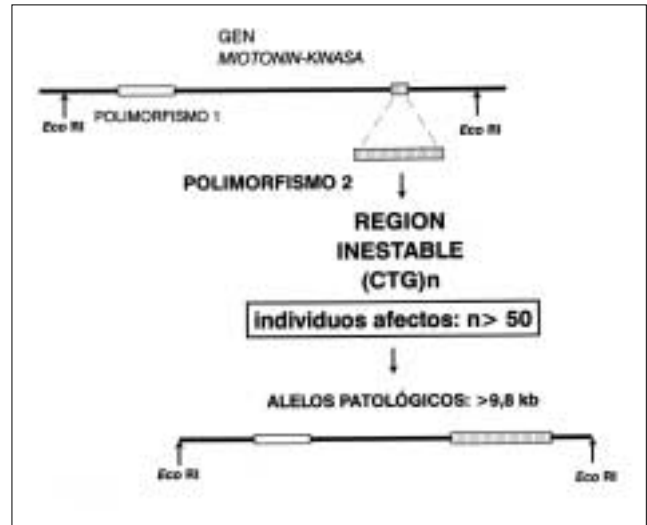 GEN
MIOTONIN-KINASA
Eco RI
POLIMORFISMO 1
Eco RI
POLIMORFISMO 2
REGION
INESTABLE
(CTG)n
individuos afectos: n> 50
ALELOS PATOLÓGICOS: >9,8 kb
Eco RI
Eco RI